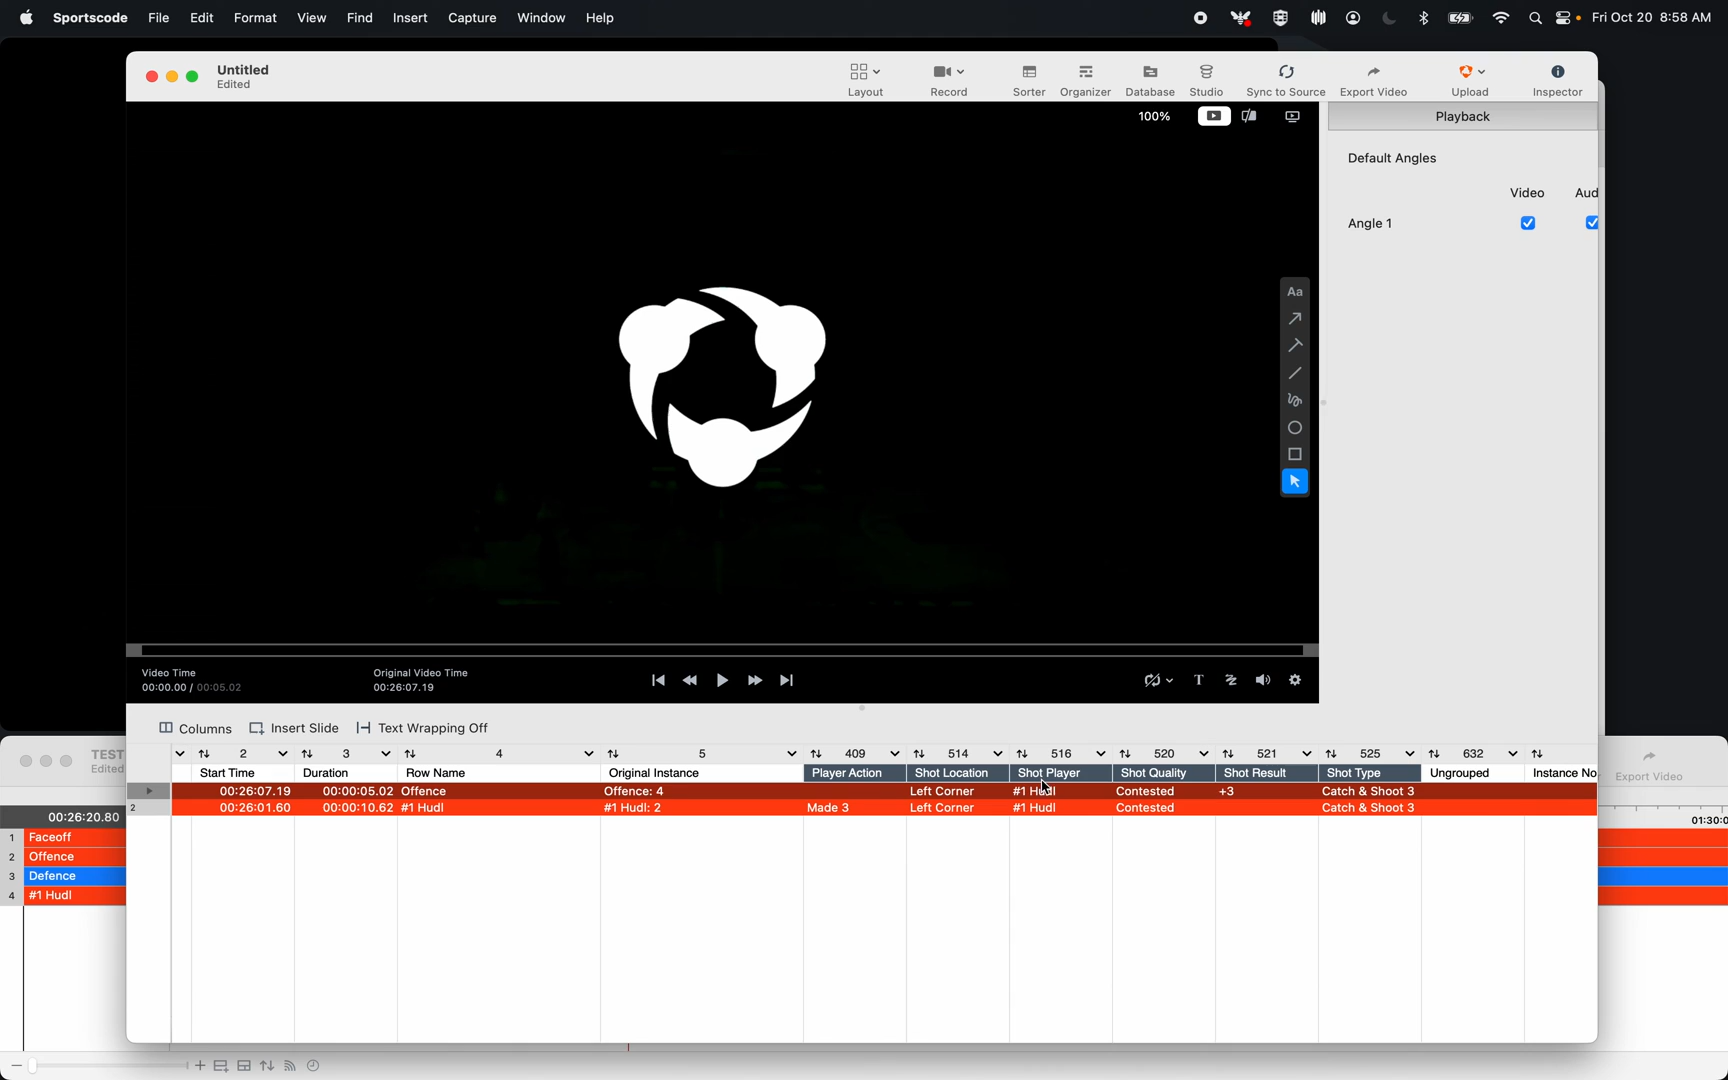 Sportscode File Edit Format View Find Insert Capture Window Help Fri Oct 20 8:58 AM
Untitled
Edited
Layout Record Sorter Organizer Database Studio Sync to Source Export Video Upload Inspector
100%
Playback
Default Angles
Video Aud
Angle 1
Aa
Video Time
00:00.00 / 00:05.02
Original Video Time
00:26:07.19
T
Columns Insert Slide Text Wrapping Off
2 3 4 5 409 514 516 520 521 525 632
Start Time Duration Row Name Original Instance Player Action Shot Location Shot Player Shot Quality Shot Result Shot Type Ungrouped Instance No
00:26:07.19 00:00:05.02 Offence Offence: 4 Left Corner #1 Hudl Contested +3 Catch & Shoot 3
2 00:26:01.60 00:00:10.62 #1 Hudl #1 Hudl: 2 Made 3 Left Corner #1 Hudl Contested Catch & Shoot 3
TEST
Edited
Export Video
00:26:20.80
01:30:0
1 Faceoff
2 Offence
3 Defence
4 #1 Hudl